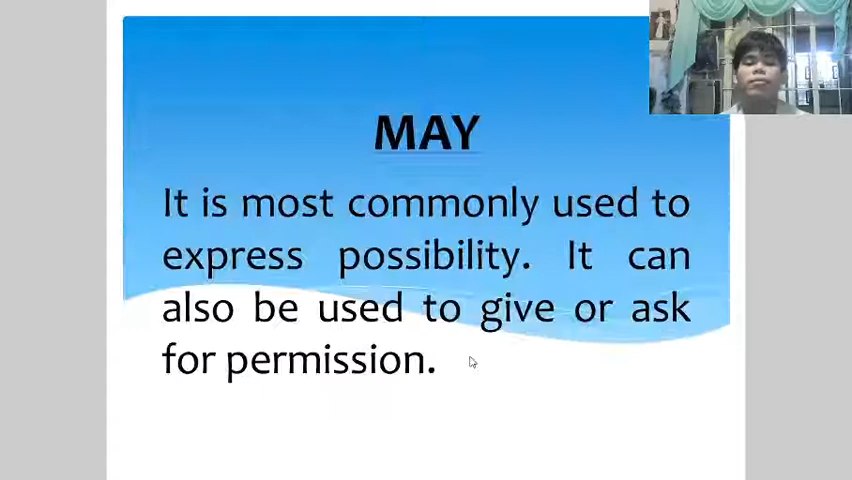 MAY
It is most commonly used to
express possibility. It can
also be used to give or ask
for permission.